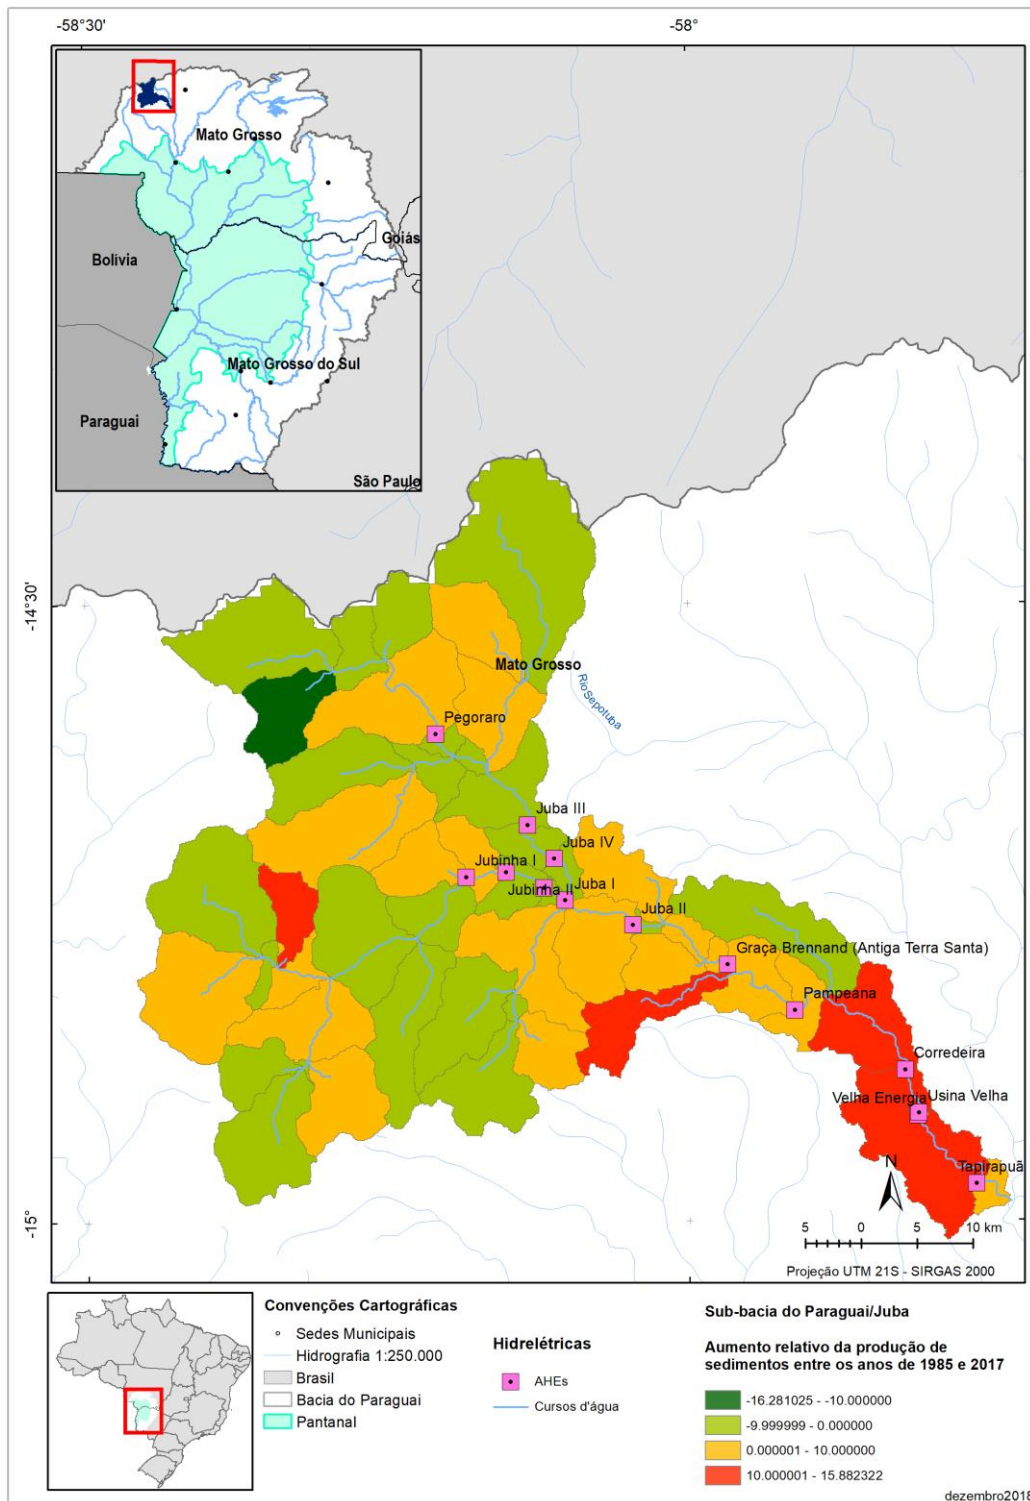 -58°30'
-58°
Mato Grosso
Goiás
Bolivia
Mato Grosso do Sul
Paraguai
São Paulo
-14°30'
Mato Grosso
Rio Sepotuba
Pegoraro
Juba III
Juba IV
Jubinha I
Jubinha II
Juba I
Juba II
Graça Brennand (Antiga Terra Santa)
Pampeana
Corredeira
Velha Energia
Usina Velha
Tapirapuã
N
-15°
5 0 10 km
Projeção UTM 21S - SIRGAS 2000
Convenções Cartográficas
Sedes Municipais
Hidrografia 1:250.000
Brasil
Bacia do Paraguai
Pantanal
Hidrelétricas
AHEs
Cursos d'água
Sub-bacia do Paraguai/Juba
Aumento relativo da produção de
sedimentos entre os anos de 1985 e 2017
-16.281025 - -10.000000
-9.999999 - 0.000000
0.000001 - 10.000000
10.000001 - 15.882322
dezembro2018